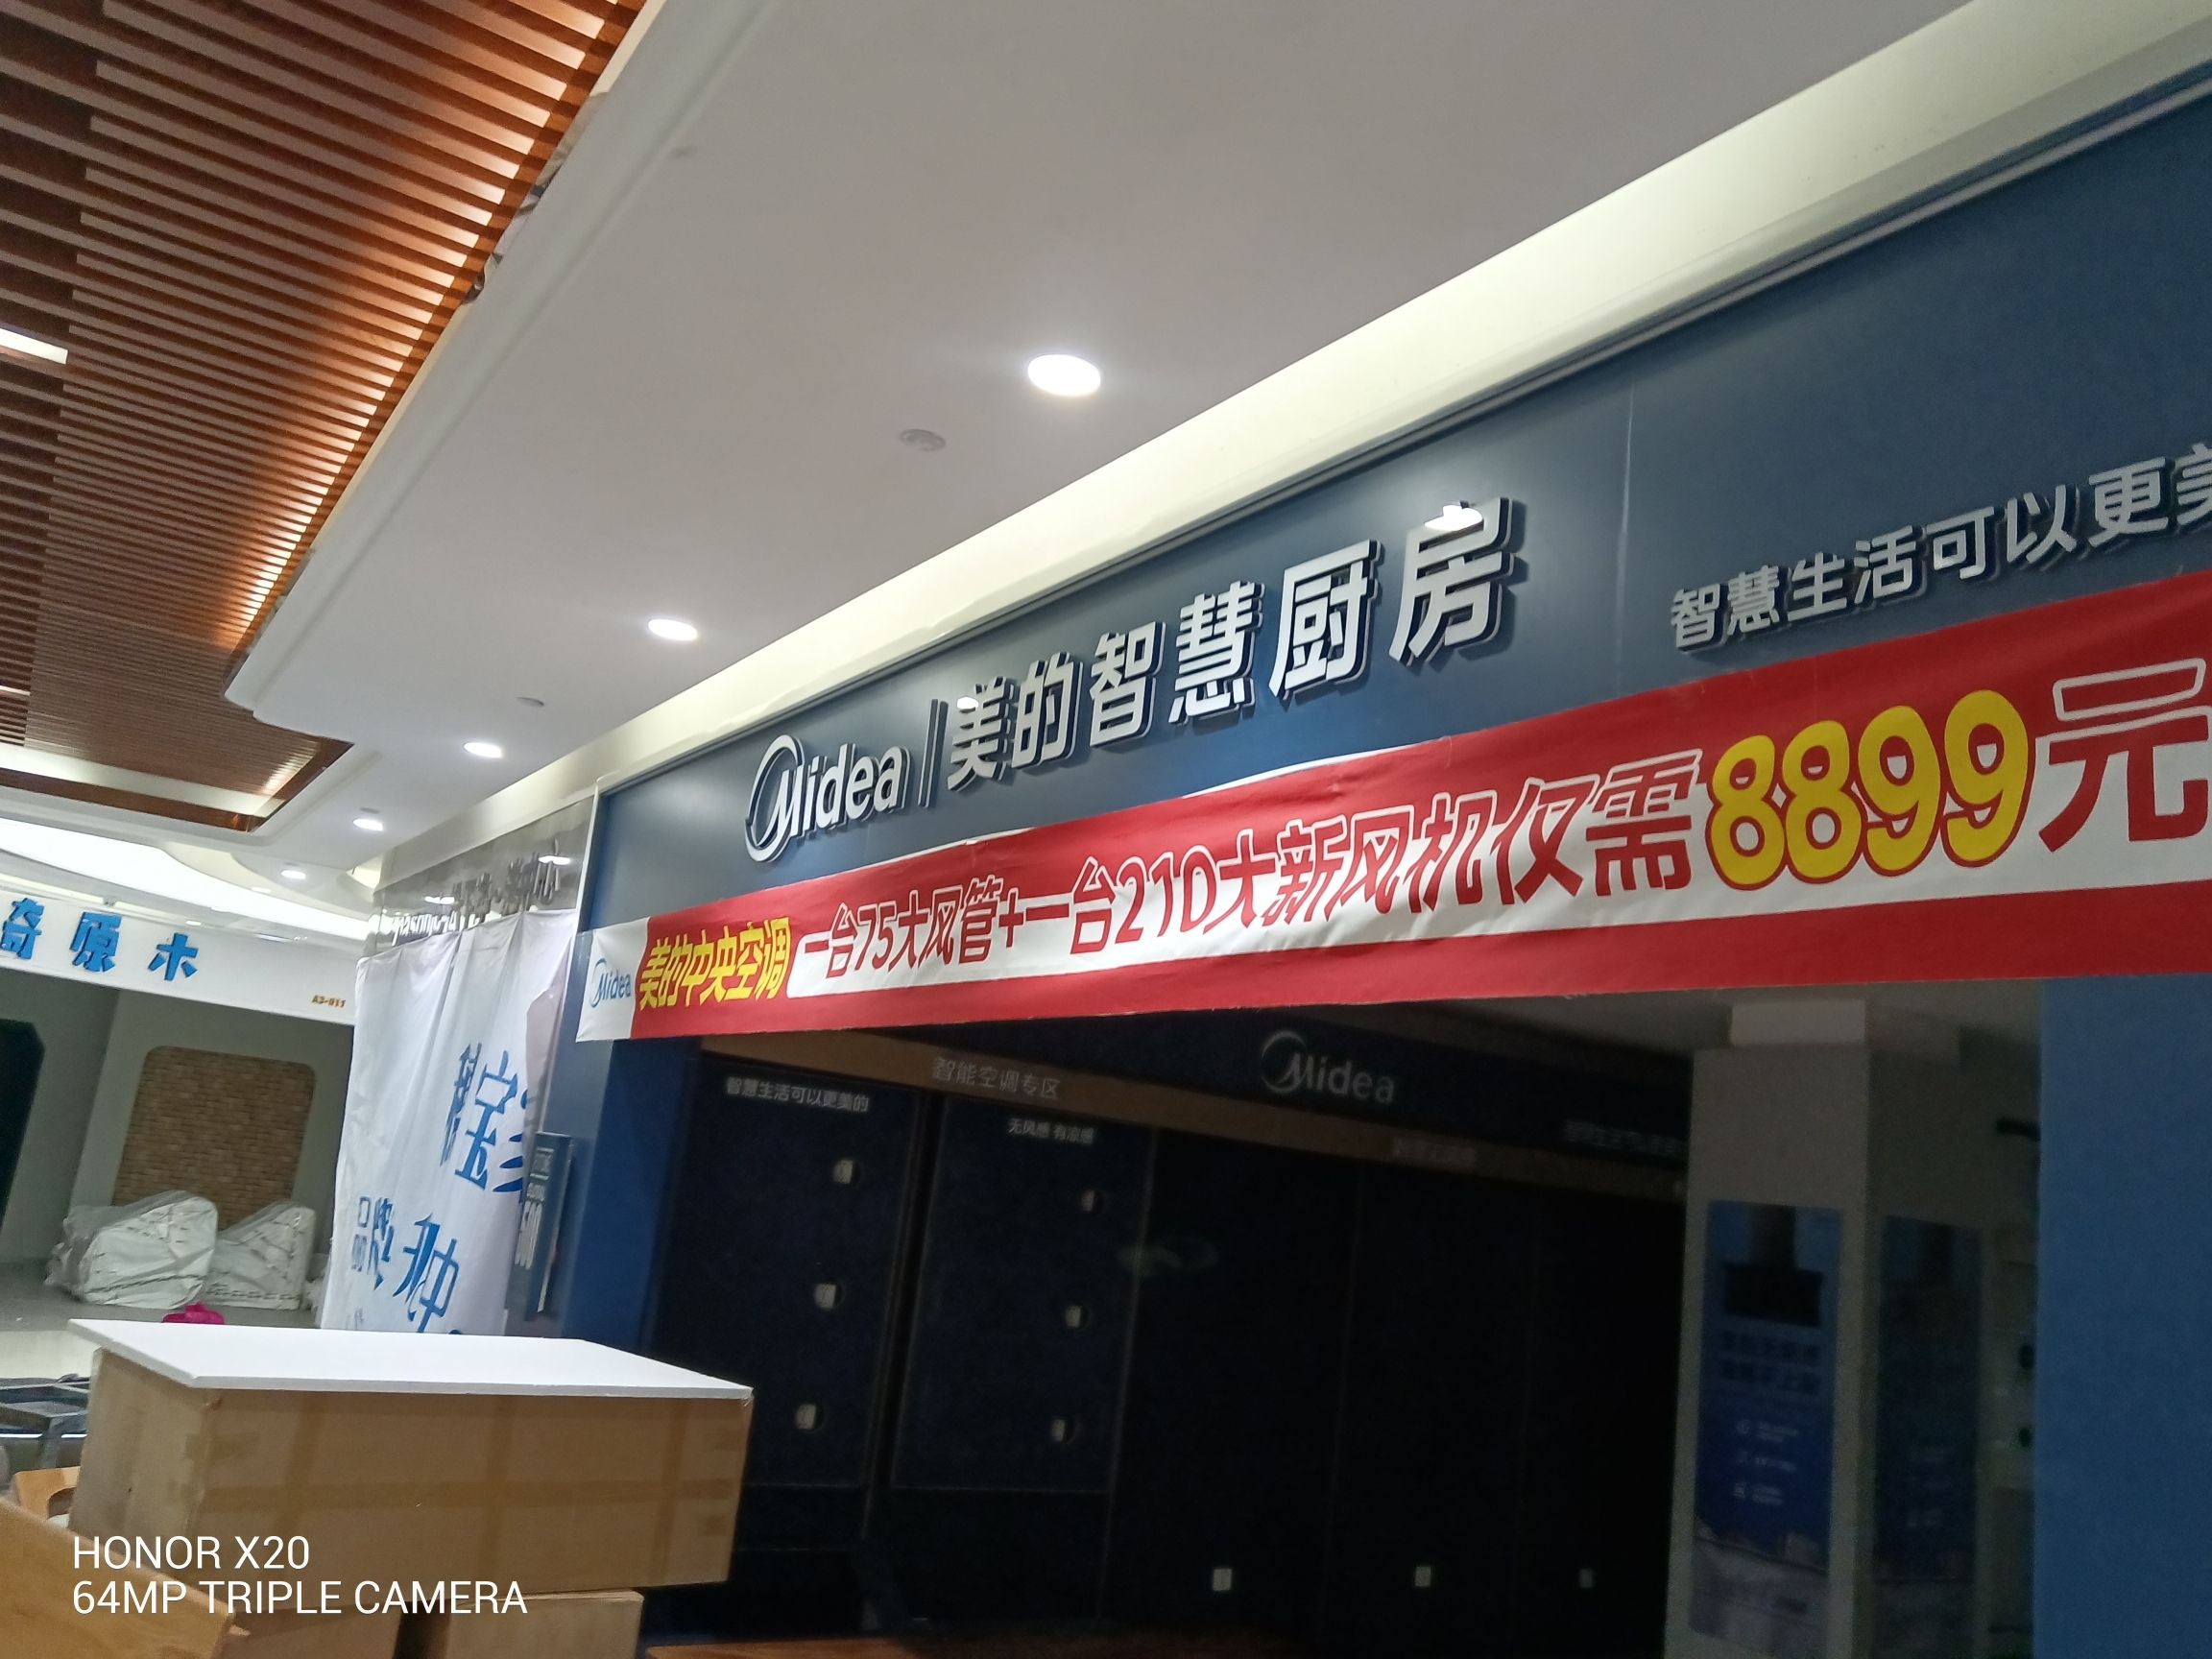 Midea | 美的智慧厨房
智慧生活可以更美
Midea 美的中央空调 一台75大风管+一台210大新风机仅需8899元
奇原木
A3-011
智能空调专区
Midea
智慧生活可以更美的
无风感 有凉感
500
HONOR X20
64MP TRIPLE CAMERA